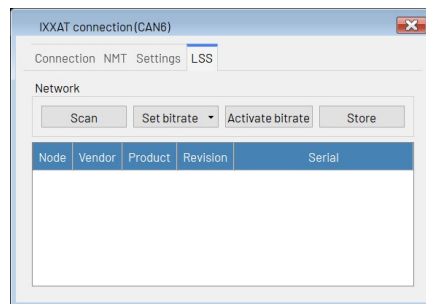 IXXAT connection (CAN6)
Connection NMT Settings LSS
Network
Scan Set bitrate Activate bitrate Store
Node Vendor Product Revision Serial